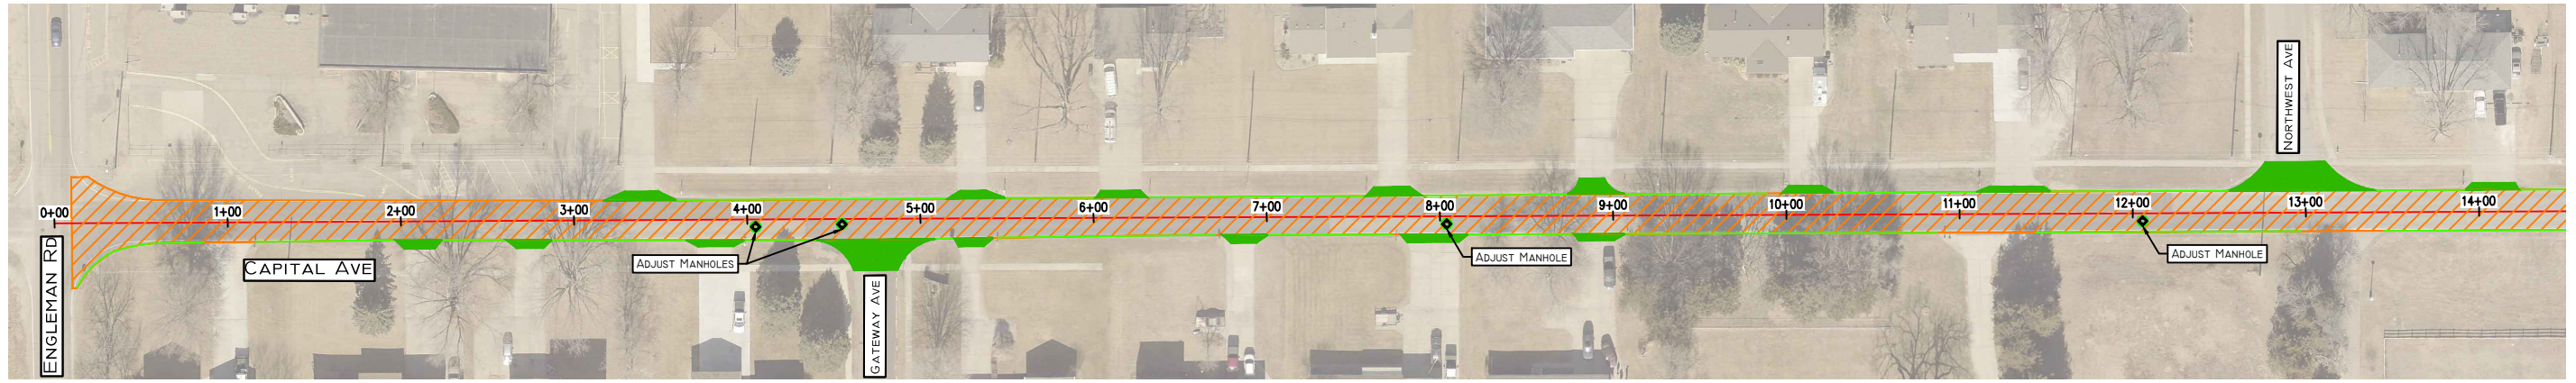 NORTHWEST AVE
0+00
1+00
2+00
3+00
4+00
5+00
6+00
7+00
8+00
9+00
10+00
11+00
12+00
13+00
14+00
ENGLEMAN RD
CAPITAL AVE
ADJUST MANHOLES
GATEWAY AVE
ADJUST MANHOLE
ADJUST MANHOLE